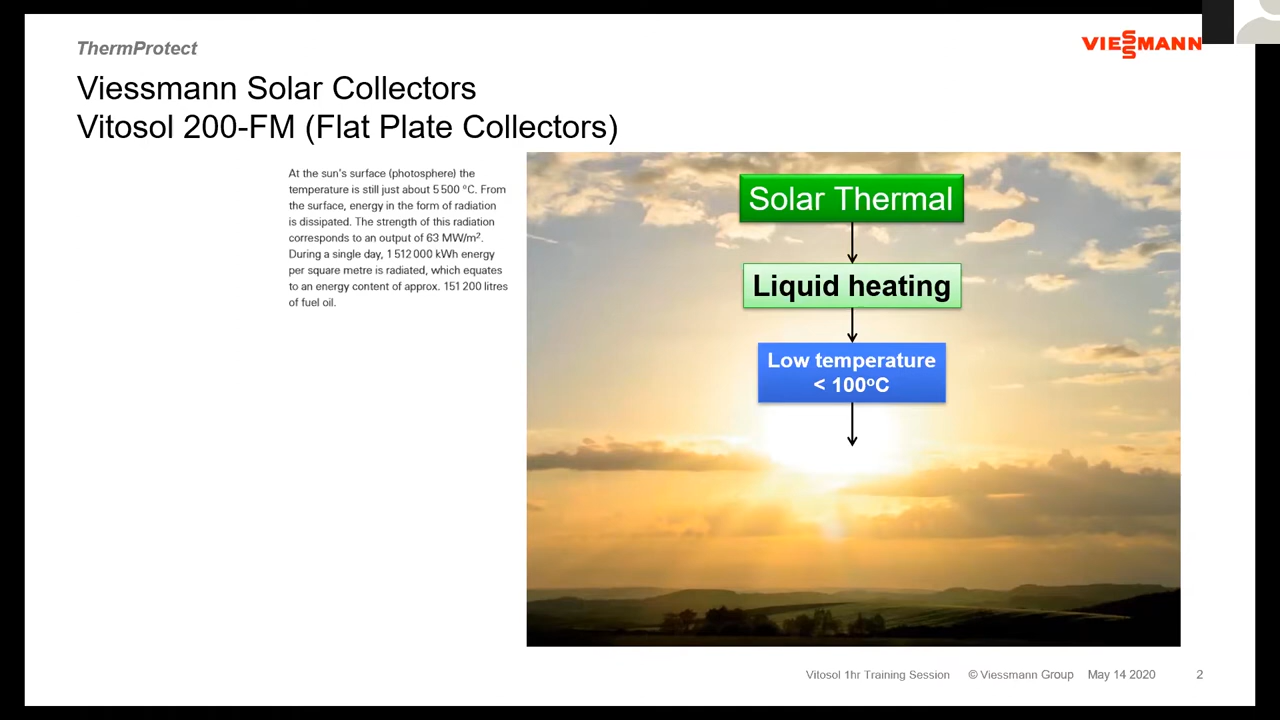 ThermProtect
VIESSMANN
Viessmann Solar Collectors
Vitosol 200-FM (Flat Plate Collectors)
At the sun's surface (photosphere) the
temperature is still just about 5 500 °C. From
the surface, energy in the form of radiation
is dissipated. The strength of this radiation
corresponds to an output of 63 MW/m².
During a single day, 1 512 000 kWh energy
per square metre is radiated, which equates
to an energy content of approx. 151 200 litres
of fuel oil.
Solar Thermal
Liquid heating
Low temperature
< 100°C
Vitosol 1hr Training Session © Viessmann Group May 14 2020 2